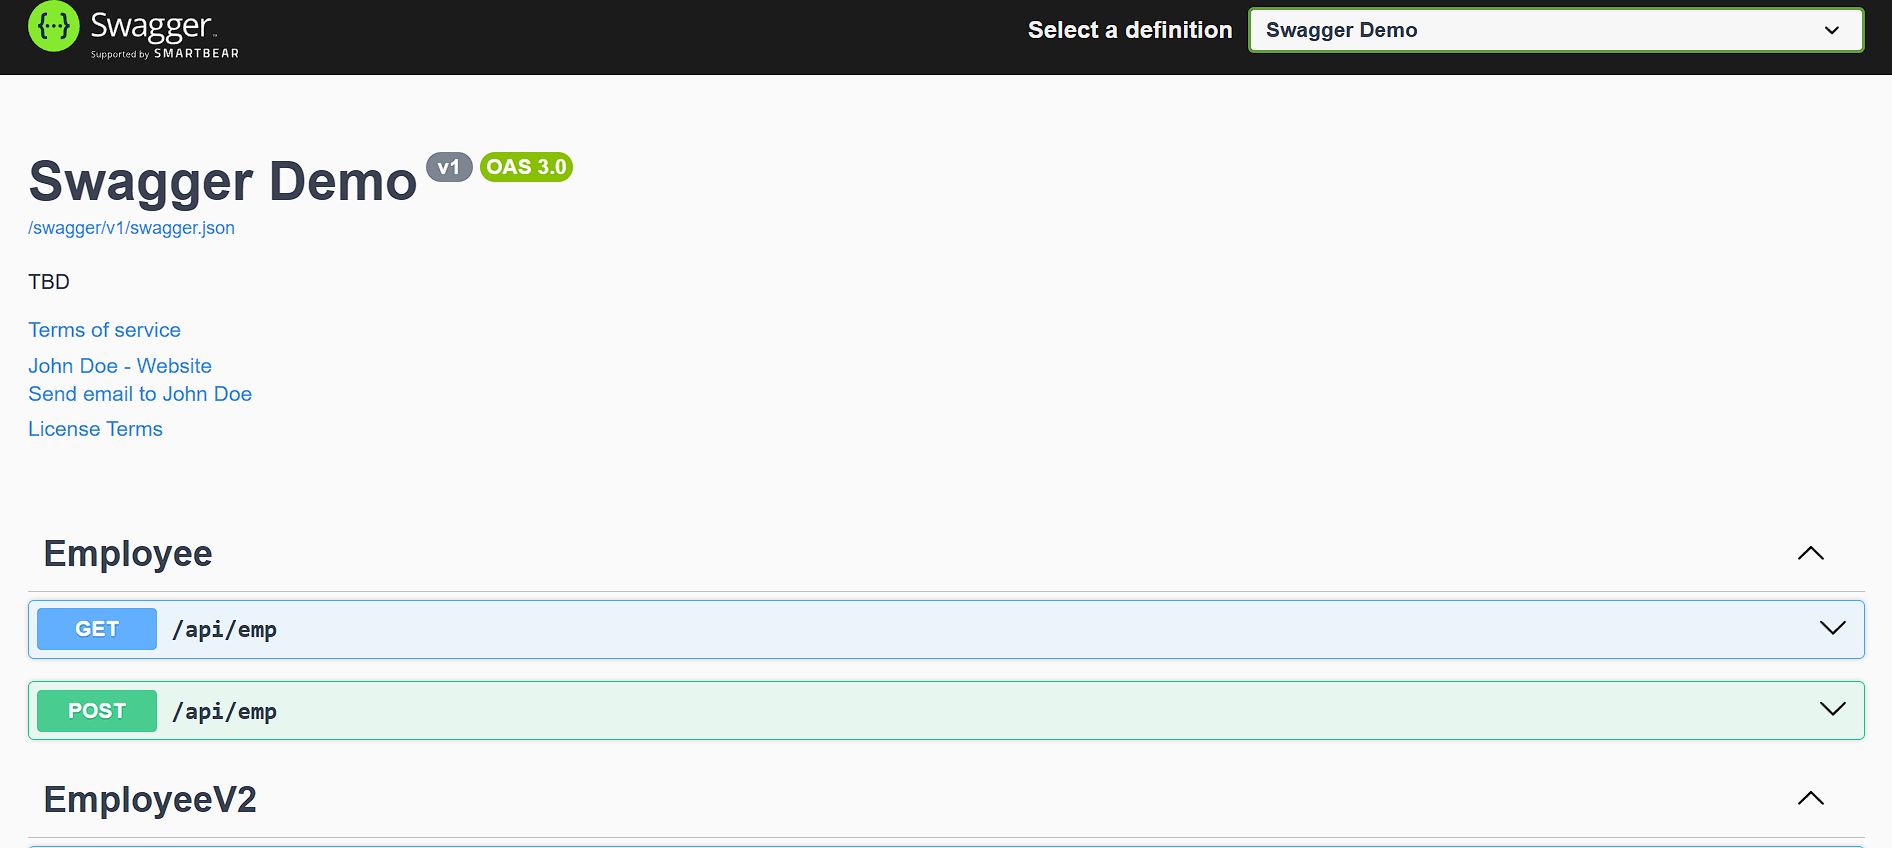 {···} Swagger™
Supported by SMARTBEAR
Select a definition
Swagger Demo
Swagger Demo v1 OAS 3.0
/swagger/v1/swagger.json
TBD
Terms of service
John Doe - Website
Send email to John Doe
License Terms
Employee
GET /api/emp
POST /api/emp
EmployeeV2